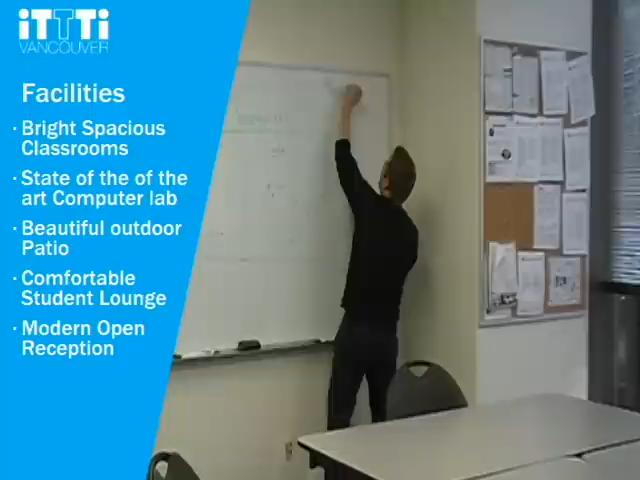 iTTTi
VANCOUVER
Facilities
· Bright Spacious
Classrooms
· State of the of the
art Computer lab
· Beautiful outdoor
Patio
· Comfortable
Student Lounge
· Modern Open
Reception